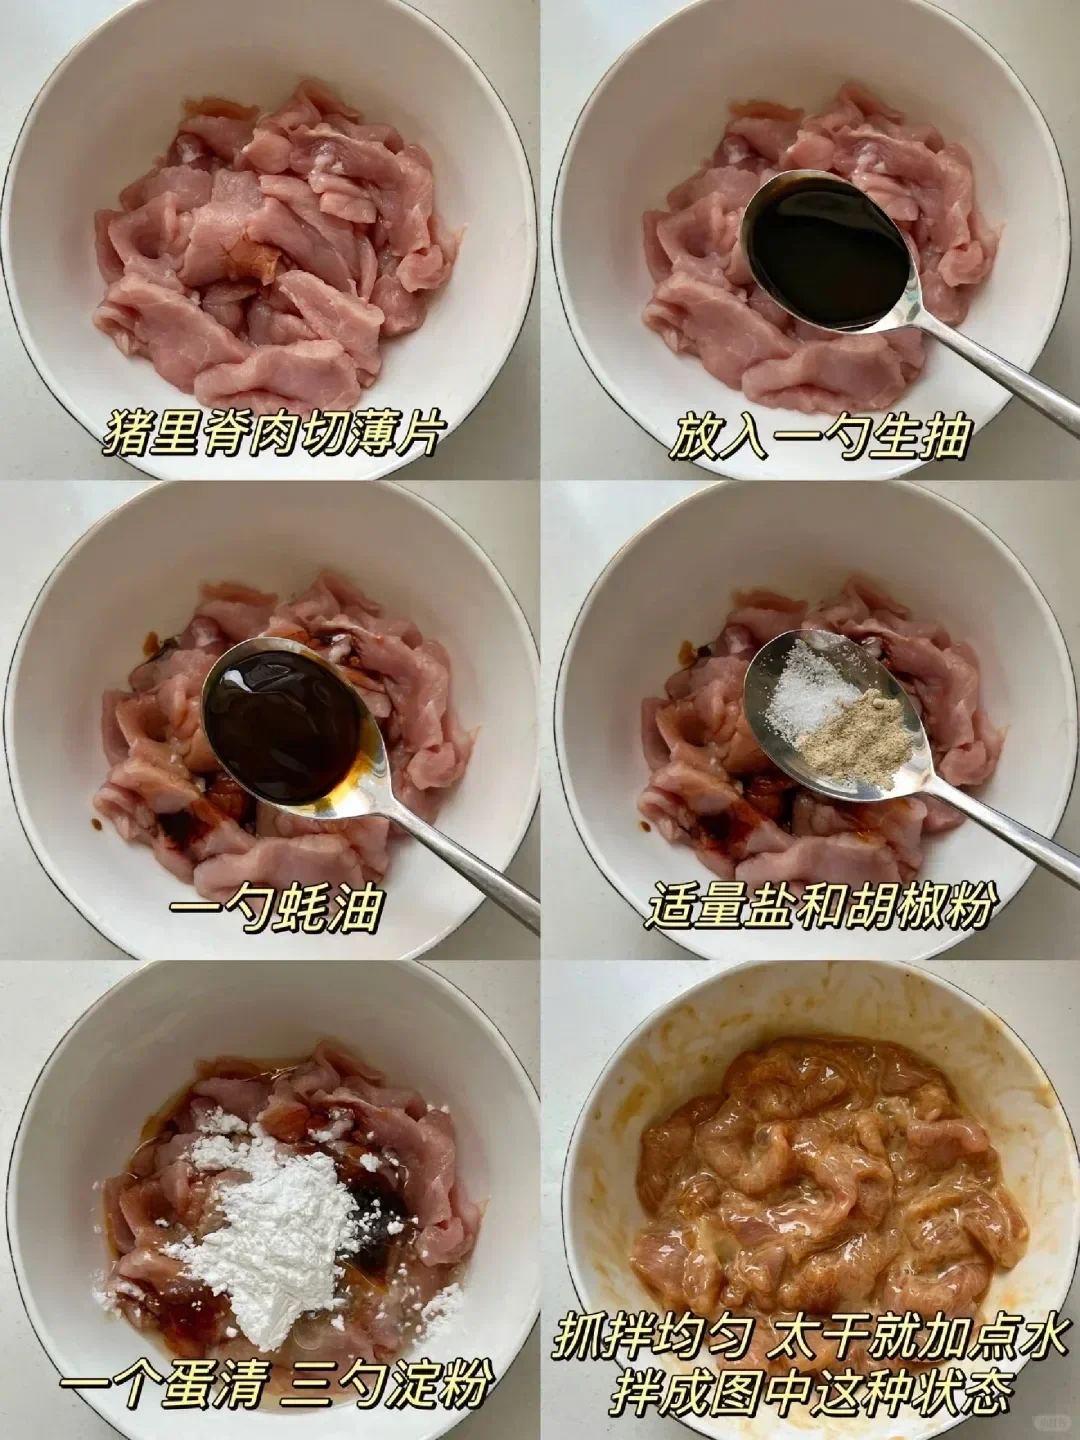 猪里脊肉切薄片
放入一勺生抽
一勺蚝油
适量盐和胡椒粉
一个蛋清 三勺淀粉
抓拌均匀 太干就加点水
拌成图中这种状态